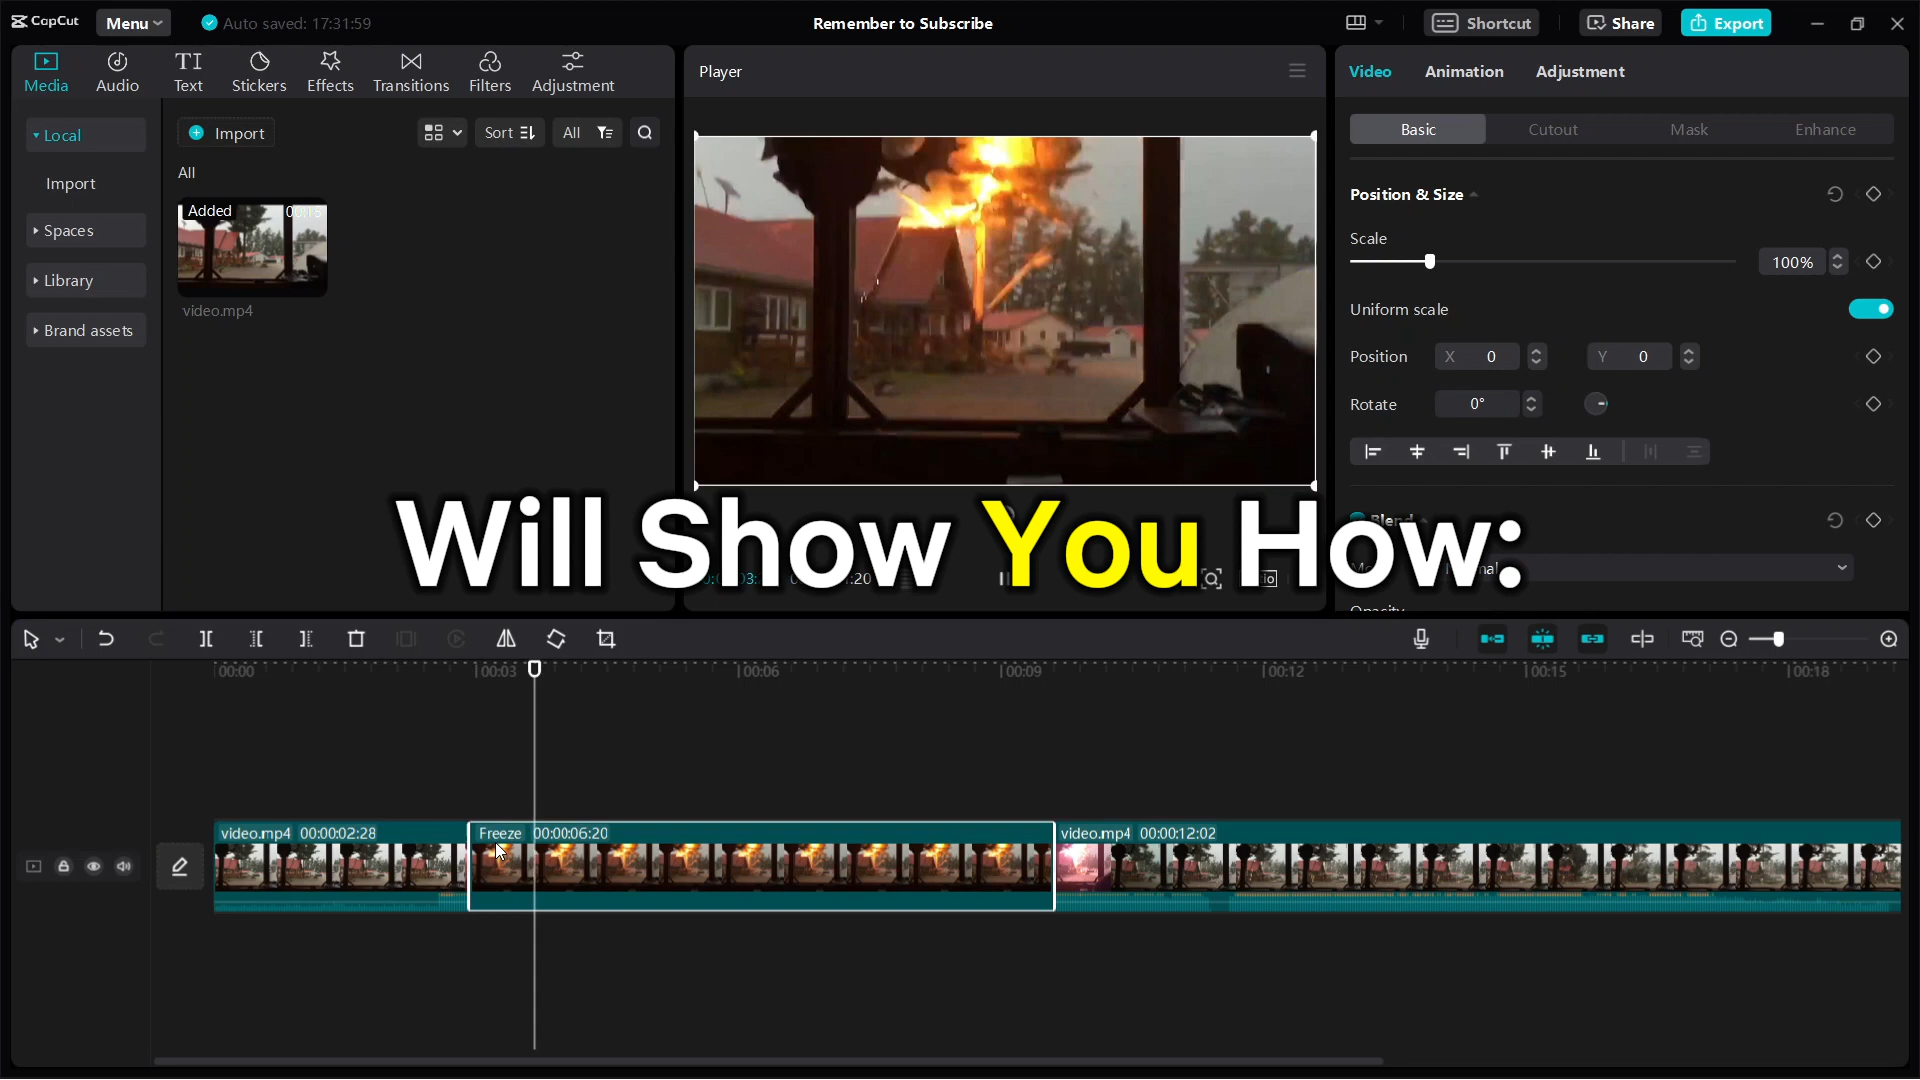 CapCut
Menu
Auto saved: 17:31:59
Remember to Subscribe
Shortcut
Share
Export
Media
Audio
Text
Stickers
Effects
Transitions
Filters
Adjustment
Local
Import
Spaces
Library
Brand assets
Import
Sort
All
All
Added
video.mp4
Player
Video
Animation
Adjustment
Basic
Cutout
Mask
Enhance
Position & Size
Scale
100%
Uniform scale
Position
X 0
Y 0
Rotate
0°
Blend
Will Show You How:
00:00
00:03
00:06
00:09
00:12
00:15
00:18
video.mp4 00:00:02:28
Freeze 00:00:06:20
video.mp4 00:00:12:02